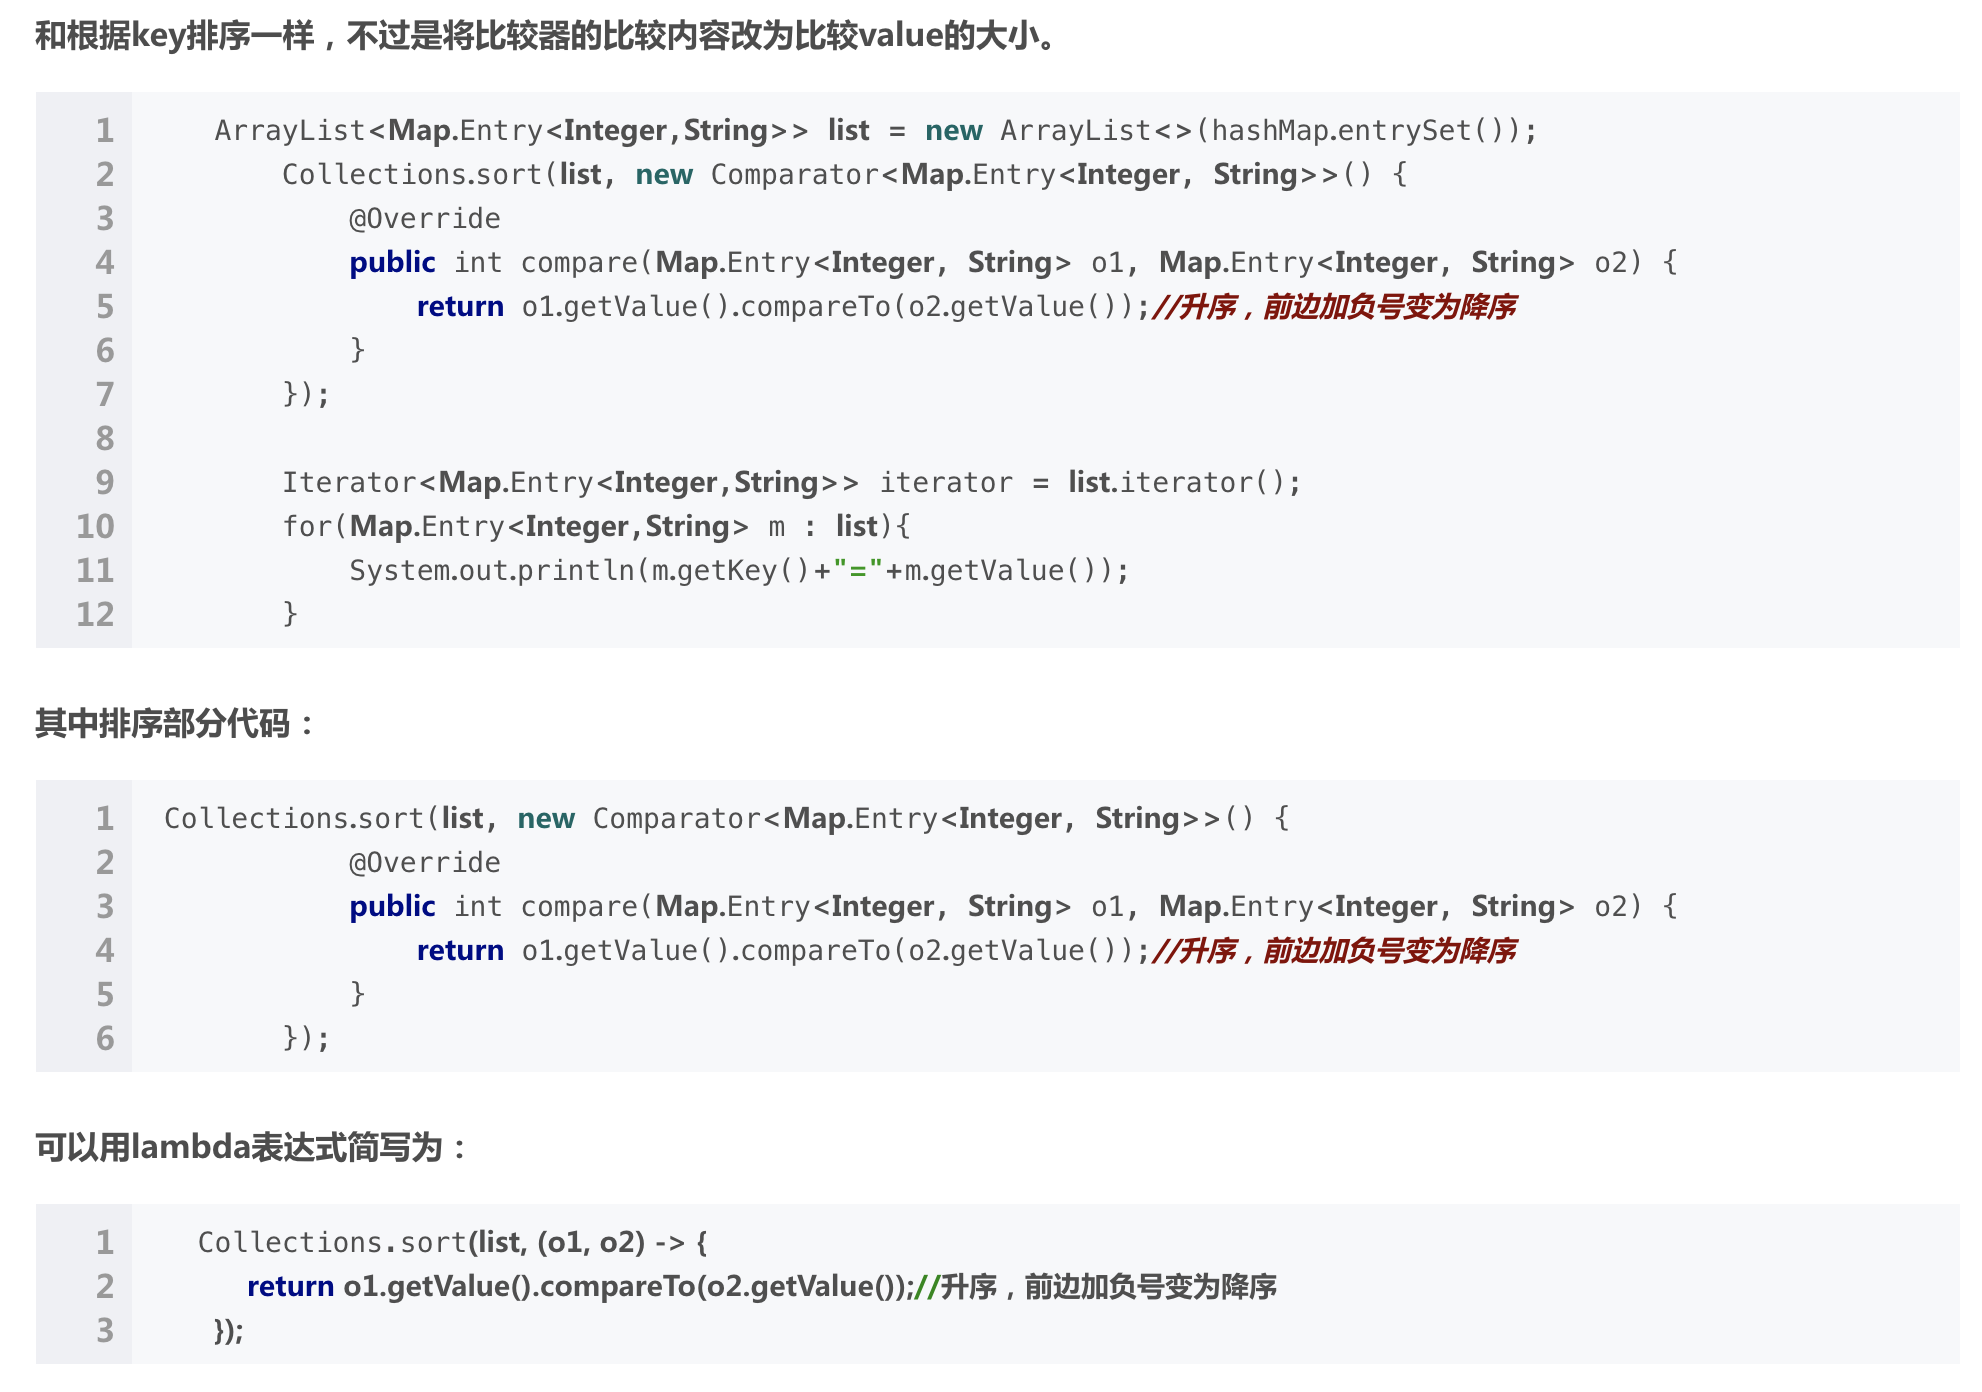 和根据key排序一样，不过是将比较器的比较内容改为比较value的大小。
1 ArrayList<Map.Entry<Integer,String>> list = new ArrayList<>(hashMap.entrySet());
2 Collections.sort(list, new Comparator<Map.Entry<Integer, String>>() {
3 @Override
4 public int compare(Map.Entry<Integer, String> o1, Map.Entry<Integer, String> o2) {
5 return o1.getValue().compareTo(o2.getValue());//升序，前边加负号变为降序
6 }
7 });
8
9 Iterator<Map.Entry<Integer,String>> iterator = list.iterator();
10 for(Map.Entry<Integer,String> m : list){
11 System.out.println(m.getKey()+"="+m.getValue());
12 }
其中排序部分代码：
1 Collections.sort(list, new Comparator<Map.Entry<Integer, String>>() {
2 @Override
3 public int compare(Map.Entry<Integer, String> o1, Map.Entry<Integer, String> o2) {
4 return o1.getValue().compareTo(o2.getValue());//升序，前边加负号变为降序
5 }
6 });
可以用lambda表达式简写为：
1 Collections.sort(list, (o1, o2) -> {
2 return o1.getValue().compareTo(o2.getValue());//升序，前边加负号变为降序
3 });